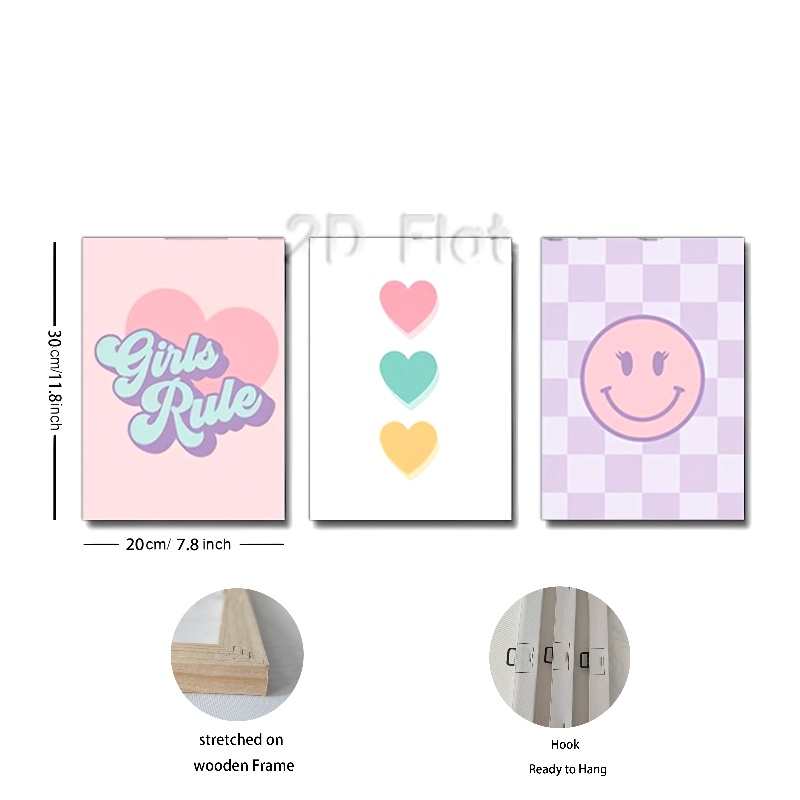 2D Flat
Girls
Rule
30cm/11.8inch
20cm/ 7.8 inch
stretched on
wooden Frame
Hook
Ready to Hang